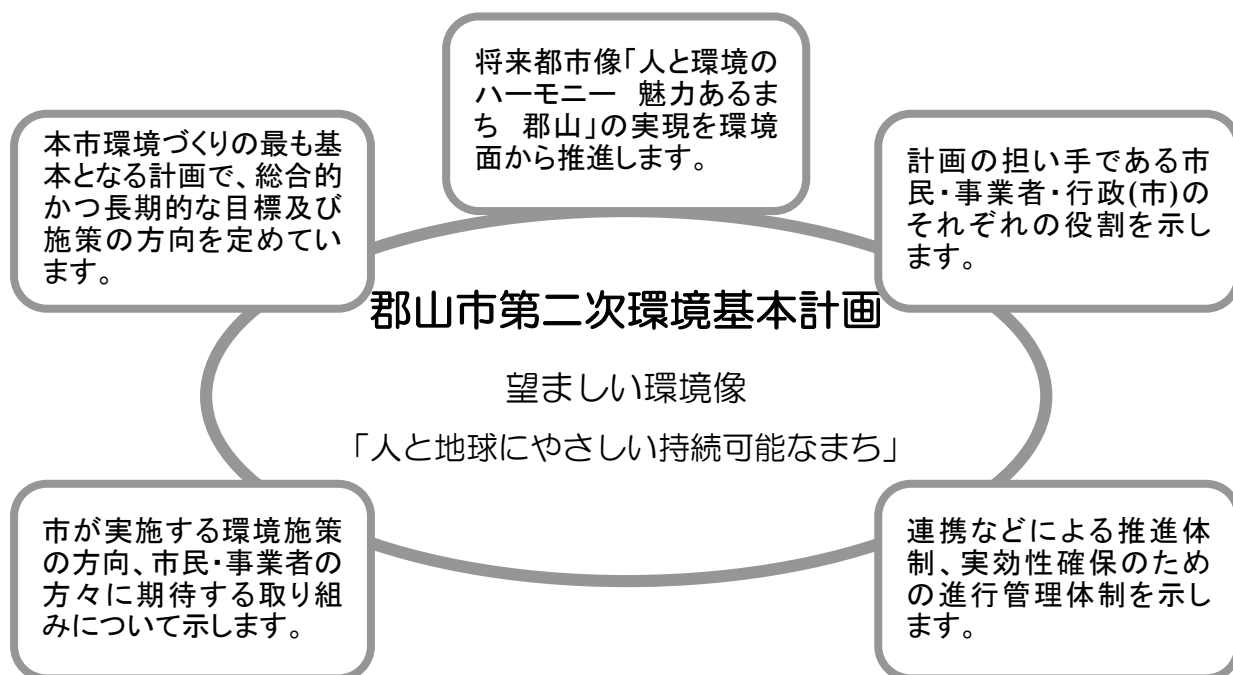 将来都市像「人と環境の
ハーモニー 魅力あるま
ち 郡山」の実現を環境
面から推進します。
本市環境づくりの最も基
本となる計画で、総合的
かつ長期的な目標及び
施策の方向を定めてい
ます。
計画の担い手である市
民・事業者・行政(市)の
それぞれの役割を示し
ます。
郡山市第二次環境基本計画
望ましい環境像
「人と地球にやさしい持続可能なまち」
市が実施する環境施策
の方向、市民・事業者の
方々に期待する取り組
みについて示します。
連携などによる推進体
制、実効性確保のため
の進行管理体制を示し
ます。